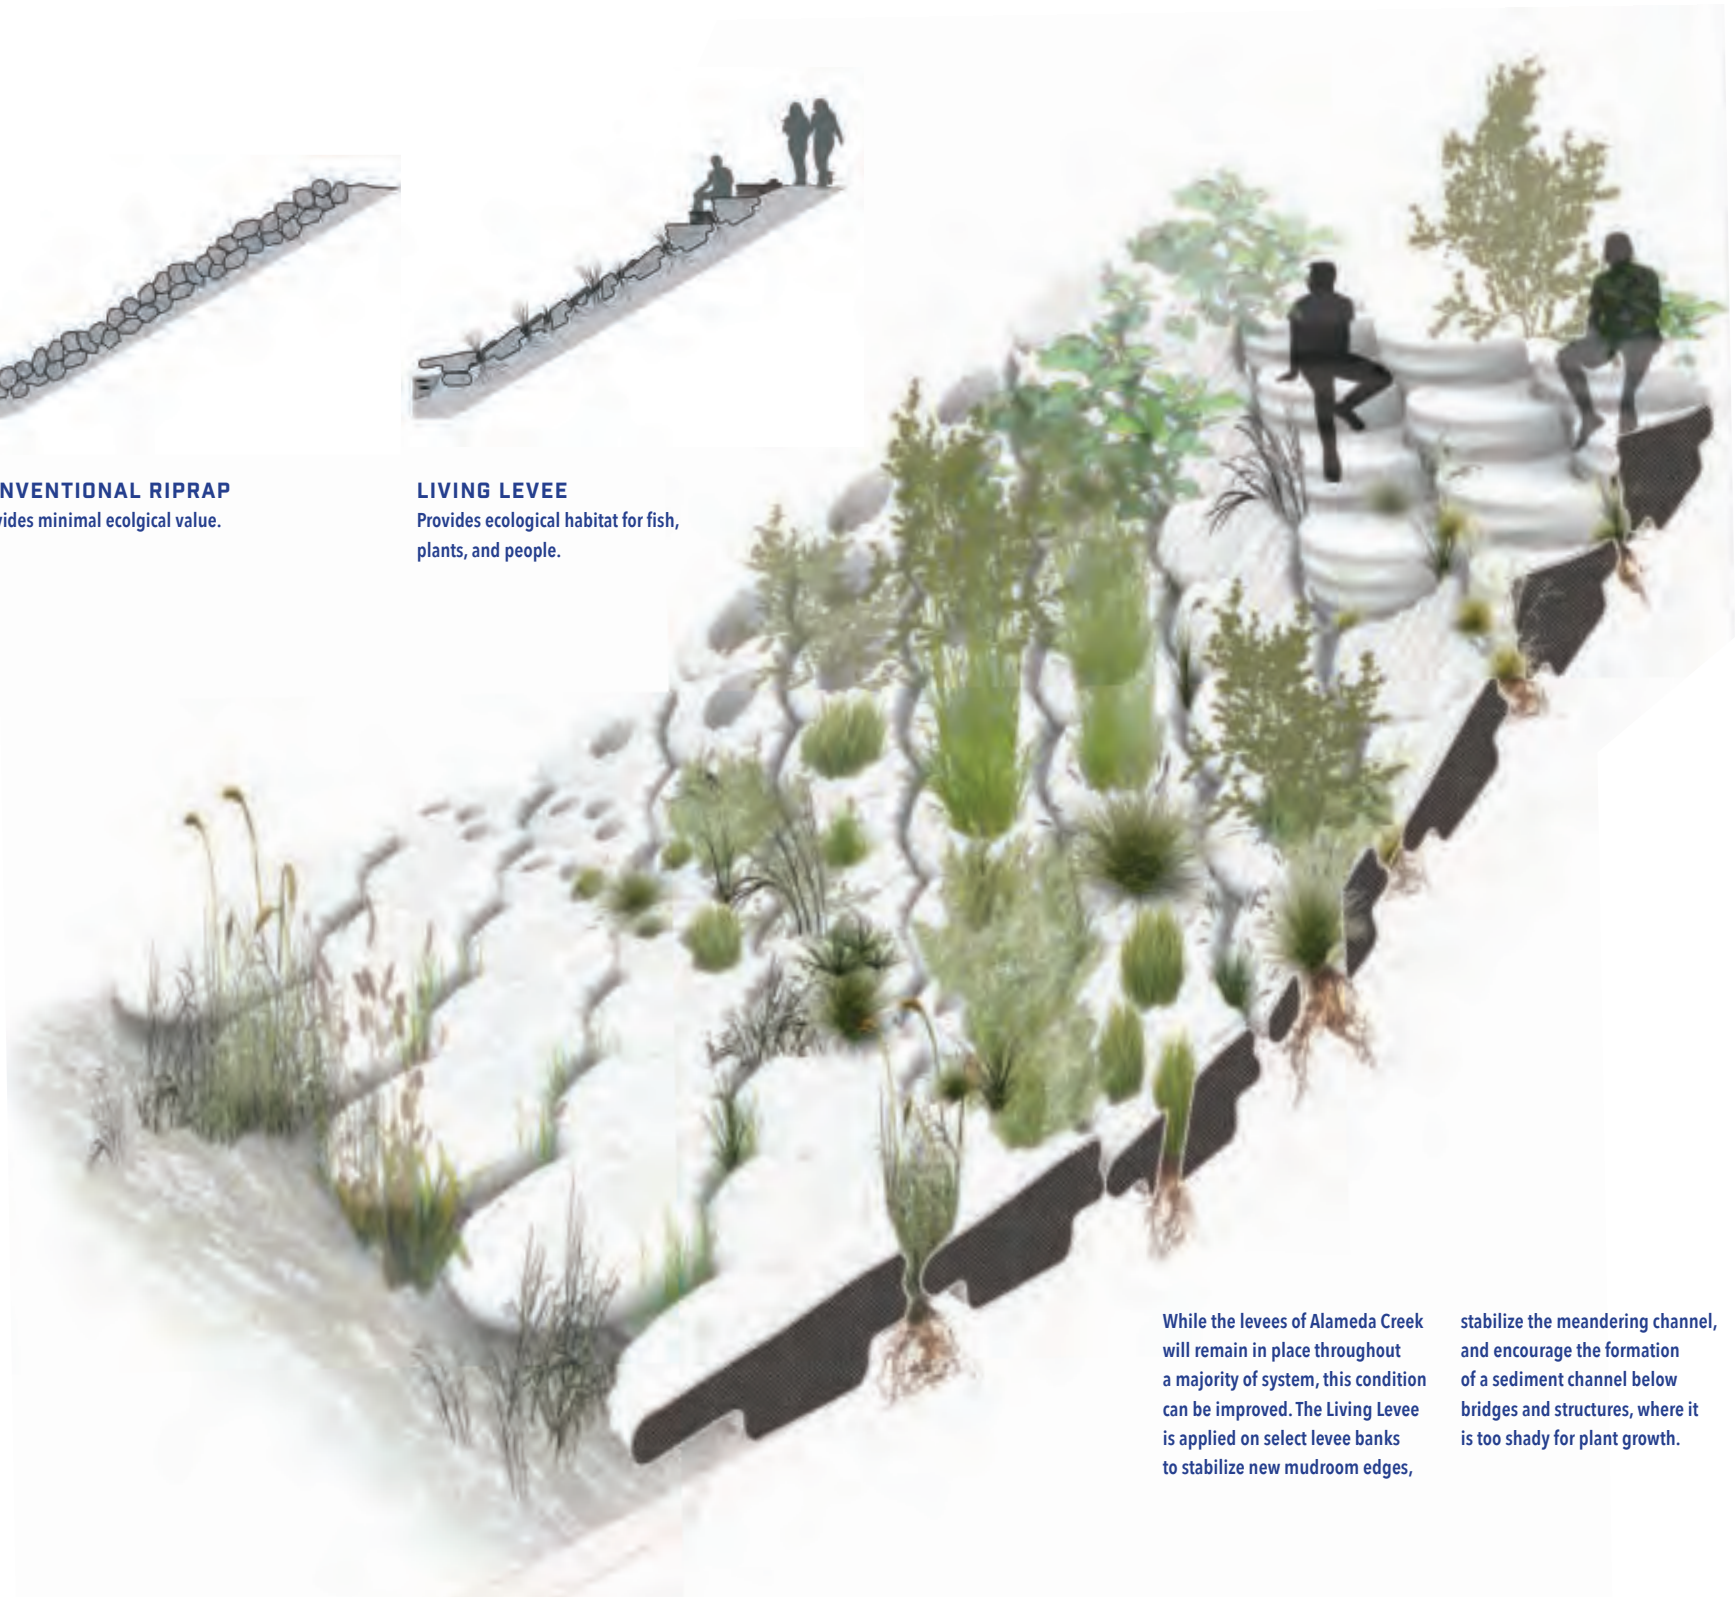 NVENTIONAL RIPRAP
vides minimal ecolgical value.
LIVING LEVEE
Provides ecological habitat for fish,
plants, and people.
While the levees of Alameda Creek
will remain in place throughout
a majority of system, this condition
can be improved. The Living Levee
is applied on select levee banks
to stabilize new mudroom edges,
stabilize the meandering channel,
and encourage the formation
of a sediment channel below
bridges and structures, where it
is too shady for plant growth.